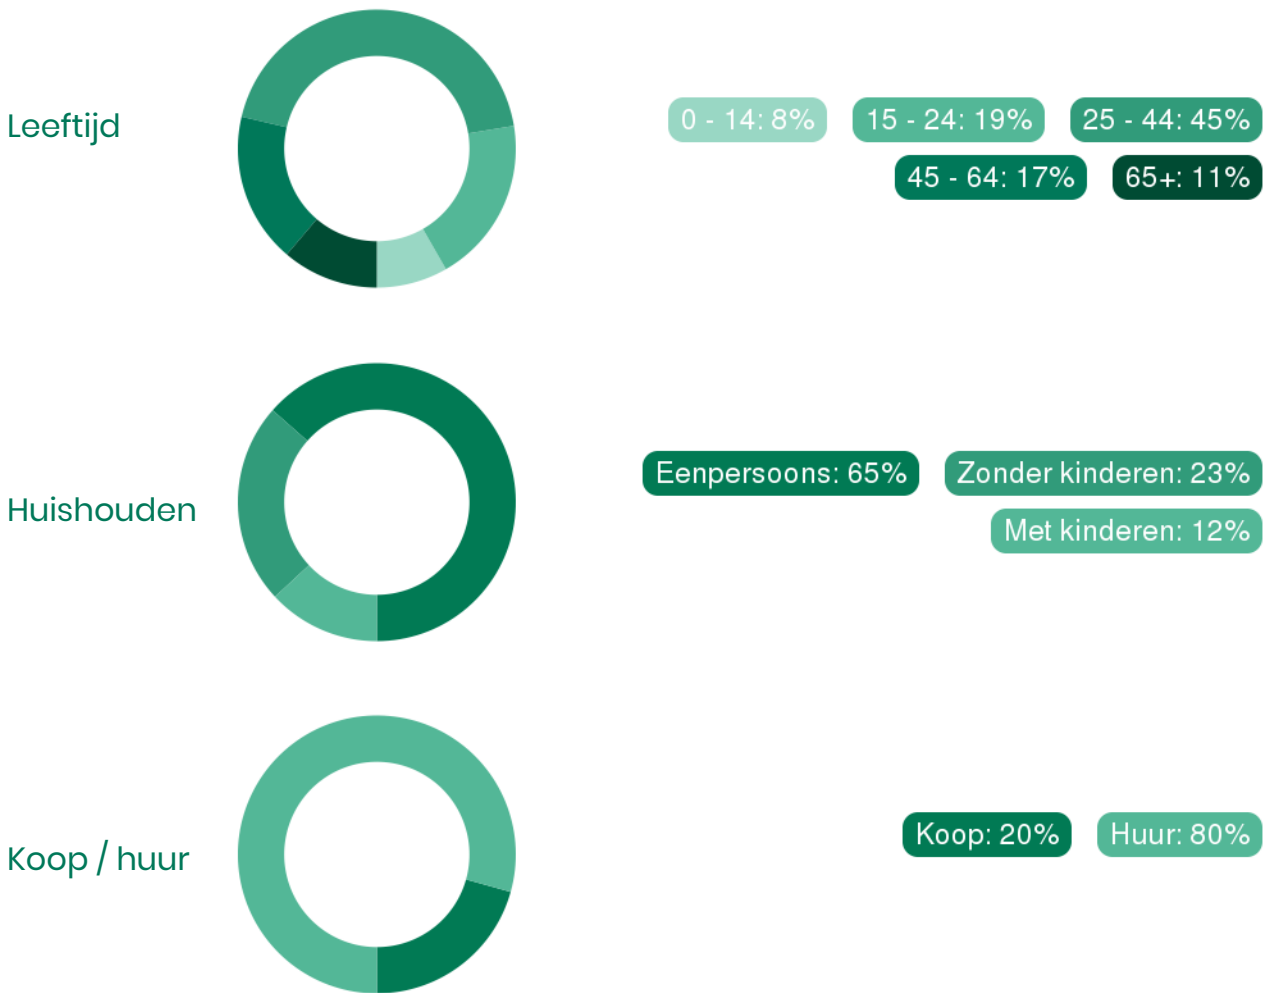 Leeftijd
0 - 14: 8% 15 - 24: 19% 25 - 44: 45%
45 - 64: 17% 65+: 11%
Huishouden
Eenpersoons: 65% Zonder kinderen: 23%
Met kinderen: 12%
Koop / huur
Koop: 20% Huur: 80%